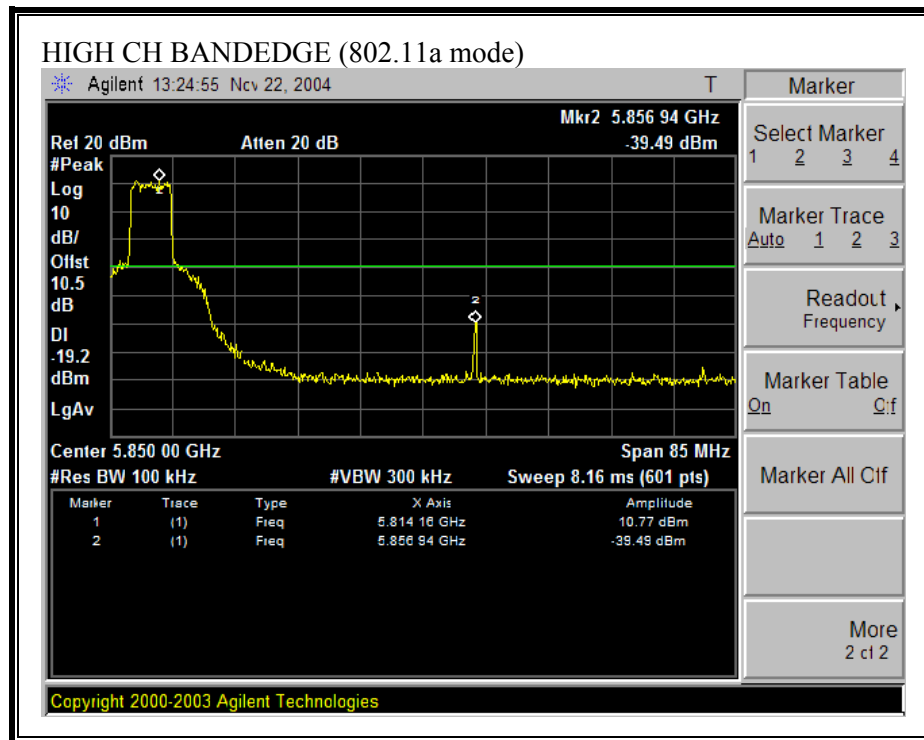 HIGH CH BANDEDGE (802.11a mode)
Agilent 13:24:55 Nov 22, 2004 T
Marker
Mkr2 5.856 94 GHz
Ref 20 dBm Atten 20 dB -39.49 dBm
#Peak
Log
10
dB/
Offst
10.5
dB
DI
-19.2
dBm
LgAv
1
2
Center 5.850 00 GHz Span 85 MHz
#Res BW 100 kHz #VBW 300 kHz Sweep 8.16 ms (601 pts)
Marker Trace Type X Axis Amplitude
1 (1) Freq 5.814 16 GHz 10.77 dBm
2 (1) Freq 5.856 94 GHz -39.49 dBm
Select Marker
1 2 3 4
Marker Trace
Auto 1 2 3
Readout
Frequency
Marker Table
On Off
Marker All Off
More
2 of 2
Copyright 2000-2003 Agilent Technologies